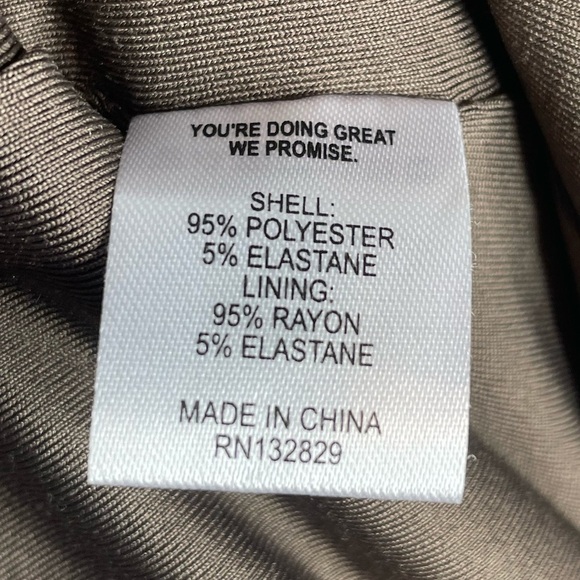 YOU'RE DOING GREAT
WE PROMISE.
SHELL:
95% POLYESTER
5% ELASTANE
LINING:
95% RAYON
5% ELASTANE
MADE IN CHINA
RN132829